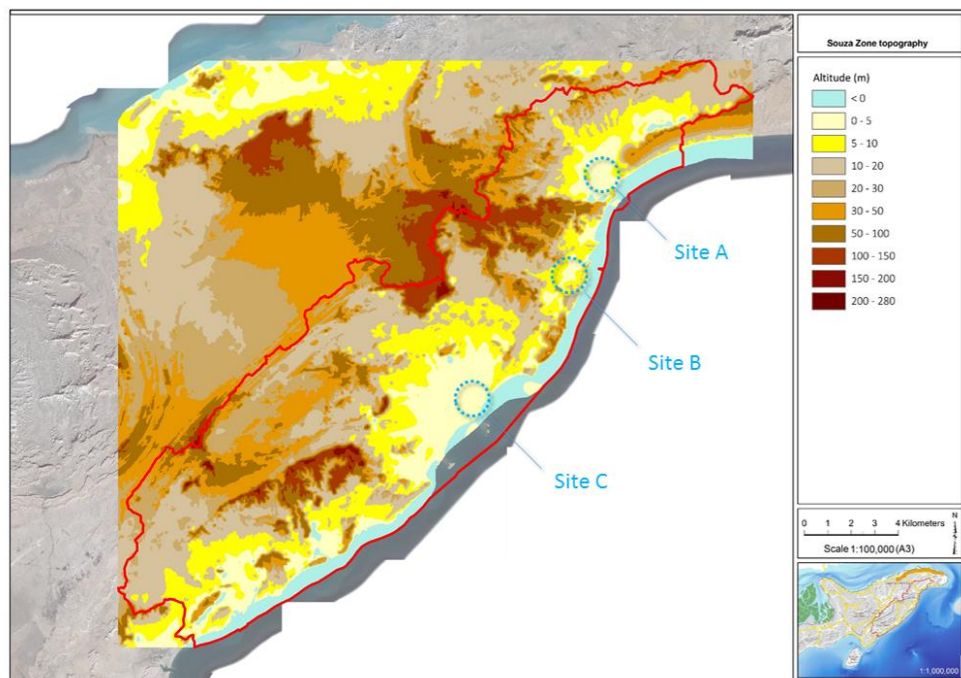 Souza Zone topography
Altitude (m)
< 0
0 - 5
5 - 10
10 - 20
20 - 30
30 - 50
50 - 100
100 - 150
150 - 200
200 - 280
Site A
Site B
Site C
0 1 2 3 4 Kilometers
N
Scale 1:100,000 (A3)
1:1,000,000